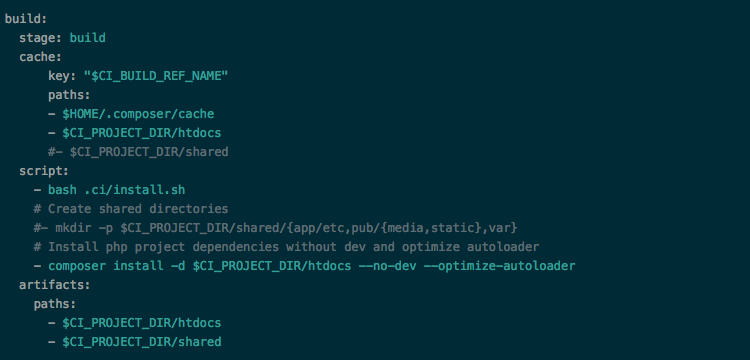 build:
  stage: build
  cache:
      key: "$CI_BUILD_REF_NAME"
      paths:
      - $HOME/.composer/cache
      - $CI_PROJECT_DIR/htdocs
      #- $CI_PROJECT_DIR/shared
  script:
    - bash .ci/install.sh
    # Create shared directories
    #- mkdir -p $CI_PROJECT_DIR/shared/{app/etc,pub/{media,static},var}
    # Install php project dependencies without dev and optimize autoloader
    - composer install -d $CI_PROJECT_DIR/htdocs --no-dev --optimize-autoloader
  artifacts:
    paths:
      - $CI_PROJECT_DIR/htdocs
      - $CI_PROJECT_DIR/shared